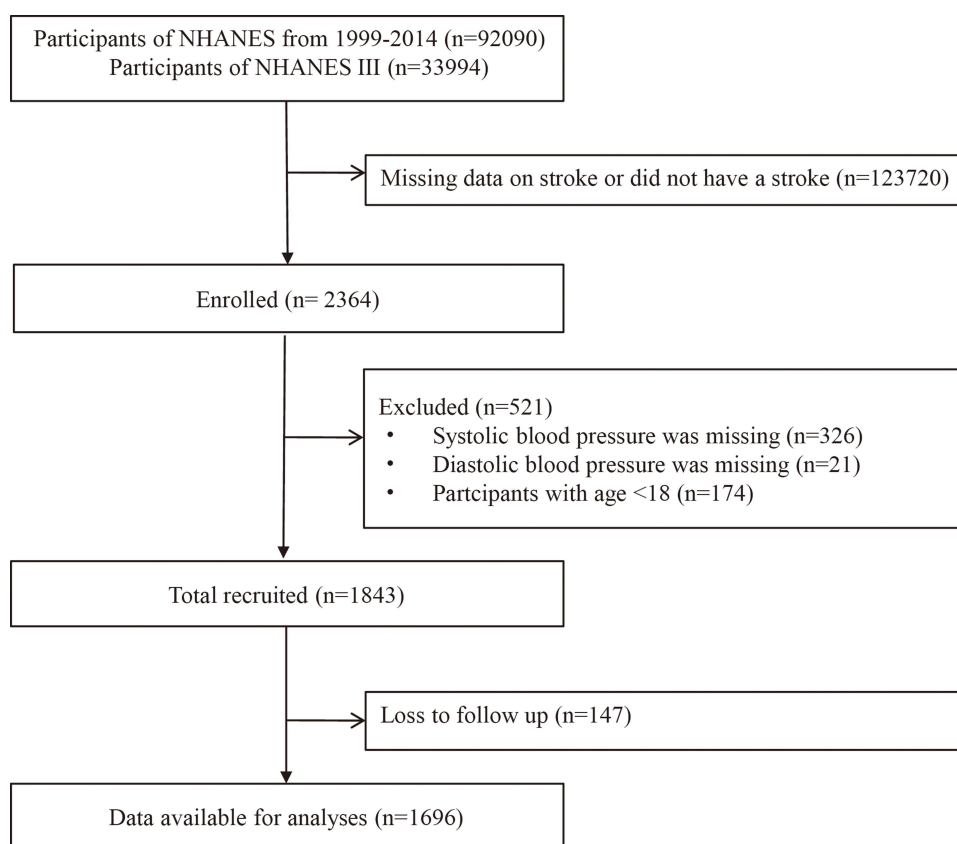 Participants of NHANES from 1999-2014 (n=92090)
Participants of NHANES III (n=33994)
Missing data on stroke or did not have a stroke (n=123720)
Enrolled (n= 2364)
Excluded (n=521)
• Systolic blood pressure was missing (n=326)
• Diastolic blood pressure was missing (n=21)
• Partcipants with age <18 (n=174)
Total recruited (n=1843)
Loss to follow up (n=147)
Data available for analyses (n=1696)